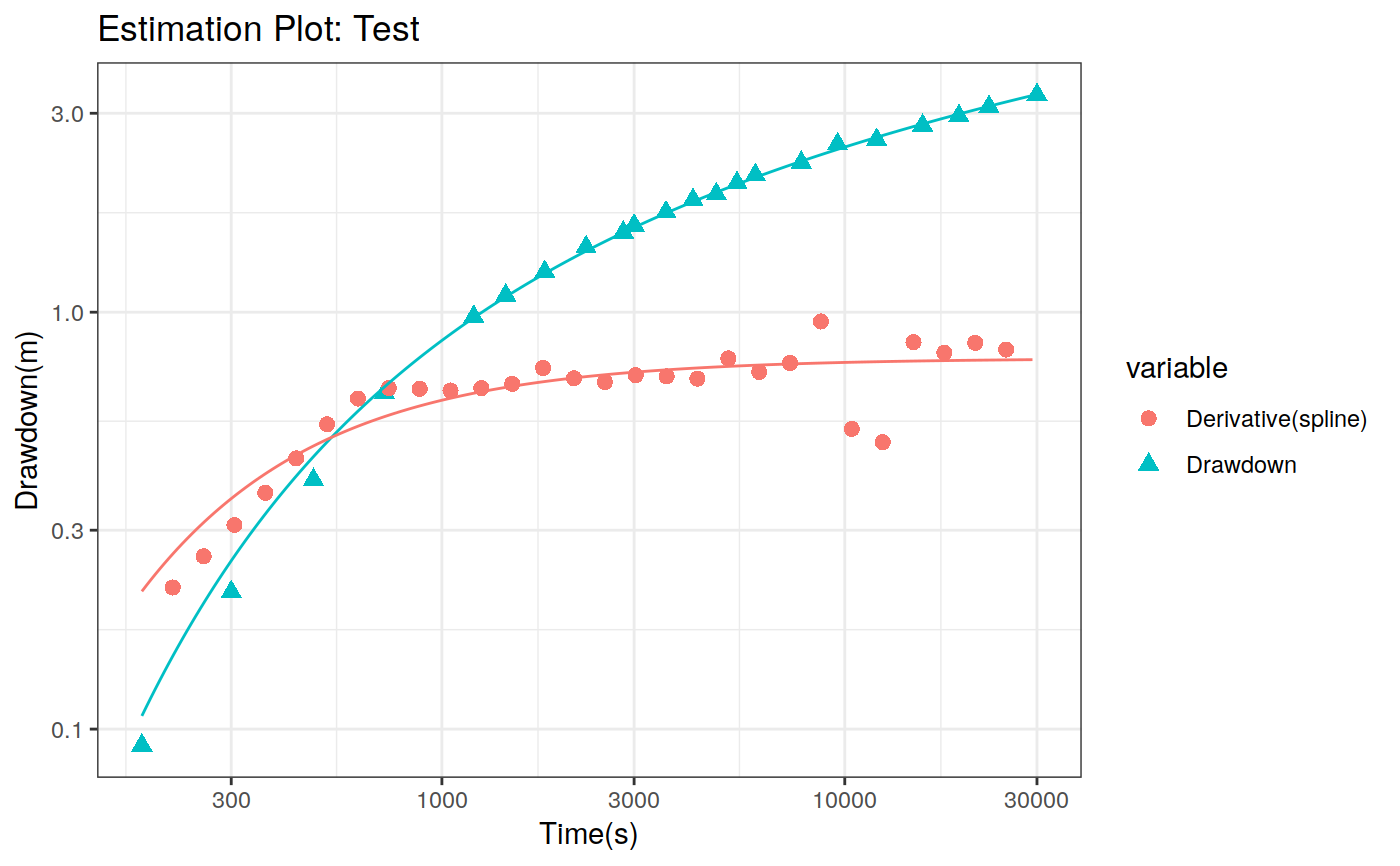 Estimation Plot: Test
Drawdown(m)
3.0
1.0
0.3
0.1
300
1000
3000
10000
30000
Time(s)
variable
Derivative(spline)
Drawdown